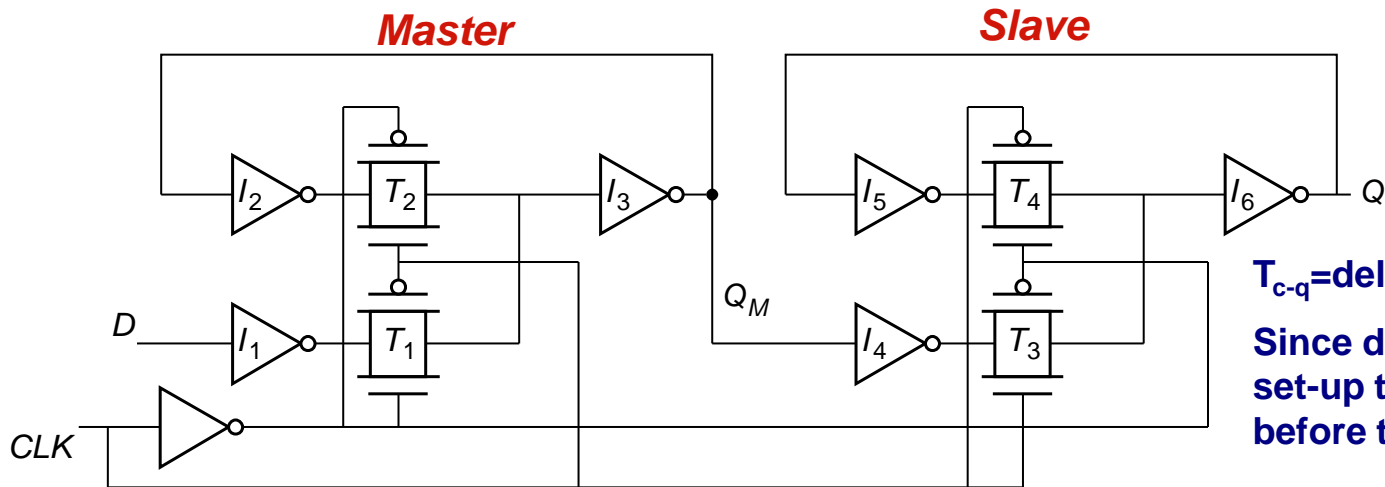 Master
Slave
I2
T2
I3
I5
T4
I6
Q
D
I1
T1
QM
I4
T3
CLK
Tc-q=del
Since d
set-up t
before t